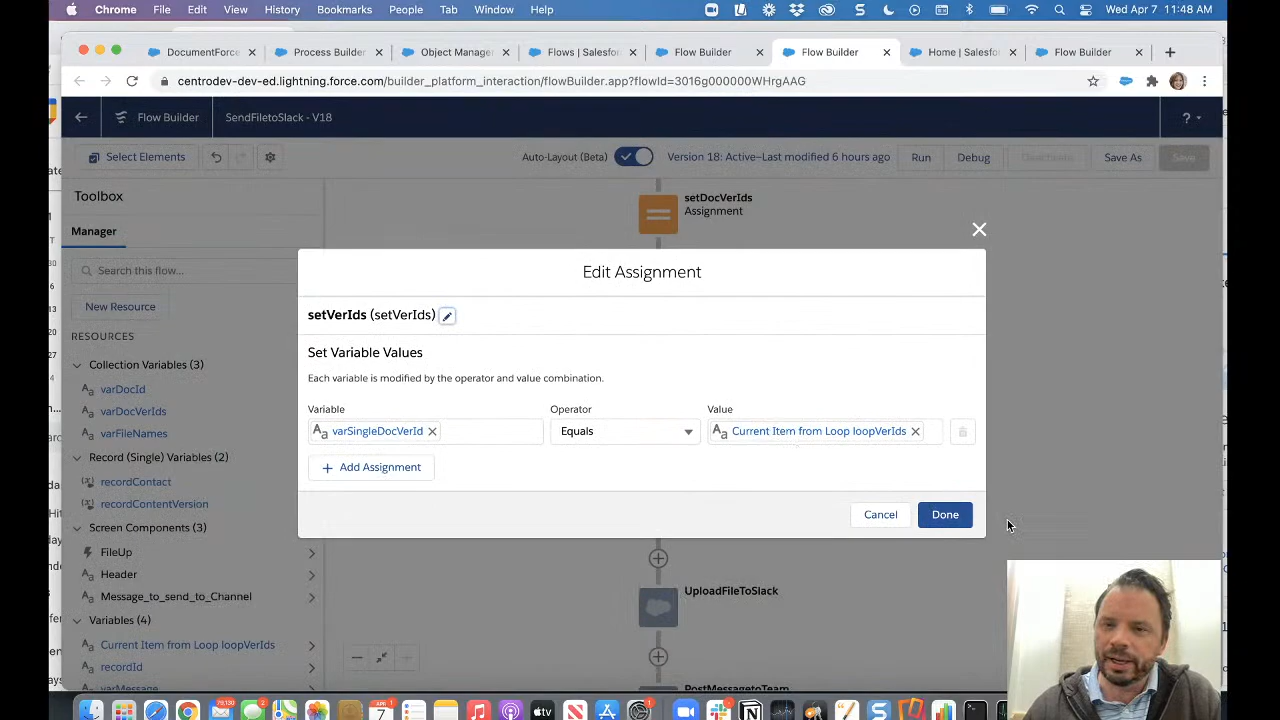 Chrome File Edit View History Bookmarks People Tab Window Help Wed Apr 7 11:48 AM
DocumentForce Process Builder Object Manager Flows | Salesfor Flow Builder Flow Builder Home | Salesfo Flow Builder
centrodev-dev-ed.lightning.force.com/builder_platform_interaction/flowBuilder.app?flowId=3016g000000WHrgAAG
Flow Builder SendFiletoSlack - V18 ?
Select Elements Auto-Layout (Beta) Version 18: Active–Last modified 6 hours ago Run Debug Deactivate Save As Save
Toolbox
Manager
Search this flow...
New Resource
RESOURCES
Collection Variables (3)
varDocId
varDocVerIds
varFileNames
Record (Single) Variables (2)
recordContact
recordContentVersion
Screen Components (3)
FileUp
Header
Message_to_send_to_Channel
Variables (4)
Current Item from Loop loopVerIds
recordId
varMessage
setDocVerIds
Assignment
Edit Assignment
setVerIds (setVerIds)
Set Variable Values
Each variable is modified by the operator and value combination.
Variable Operator Value
varSingleDocVerId Equals Current Item from Loop loopVerIds
+ Add Assignment
Cancel Done
UploadFileToSlack
PostMessagetoTeam